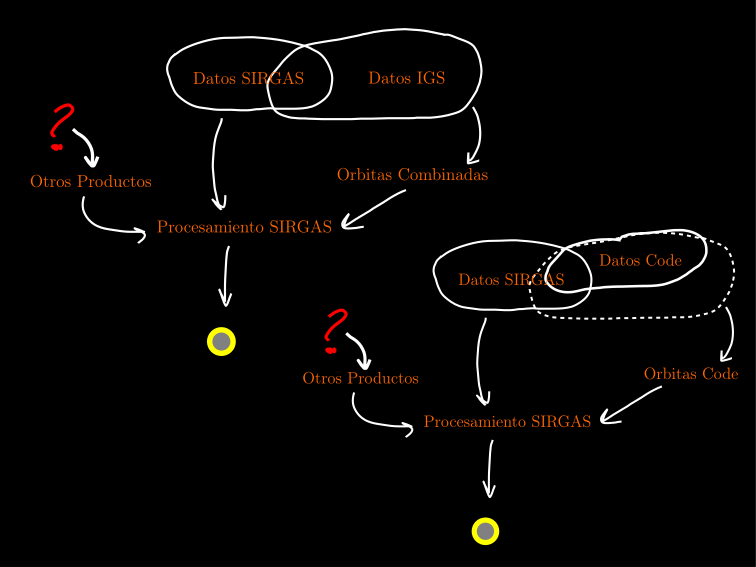 Datos SIRGAS
Datos IGS
?
Otros Productos
Orbitas Combinadas
Procesamiento SIRGAS
Datos SIRGAS
Datos Code
?
Otros Productos
Orbitas Code
Procesamiento SIRGAS